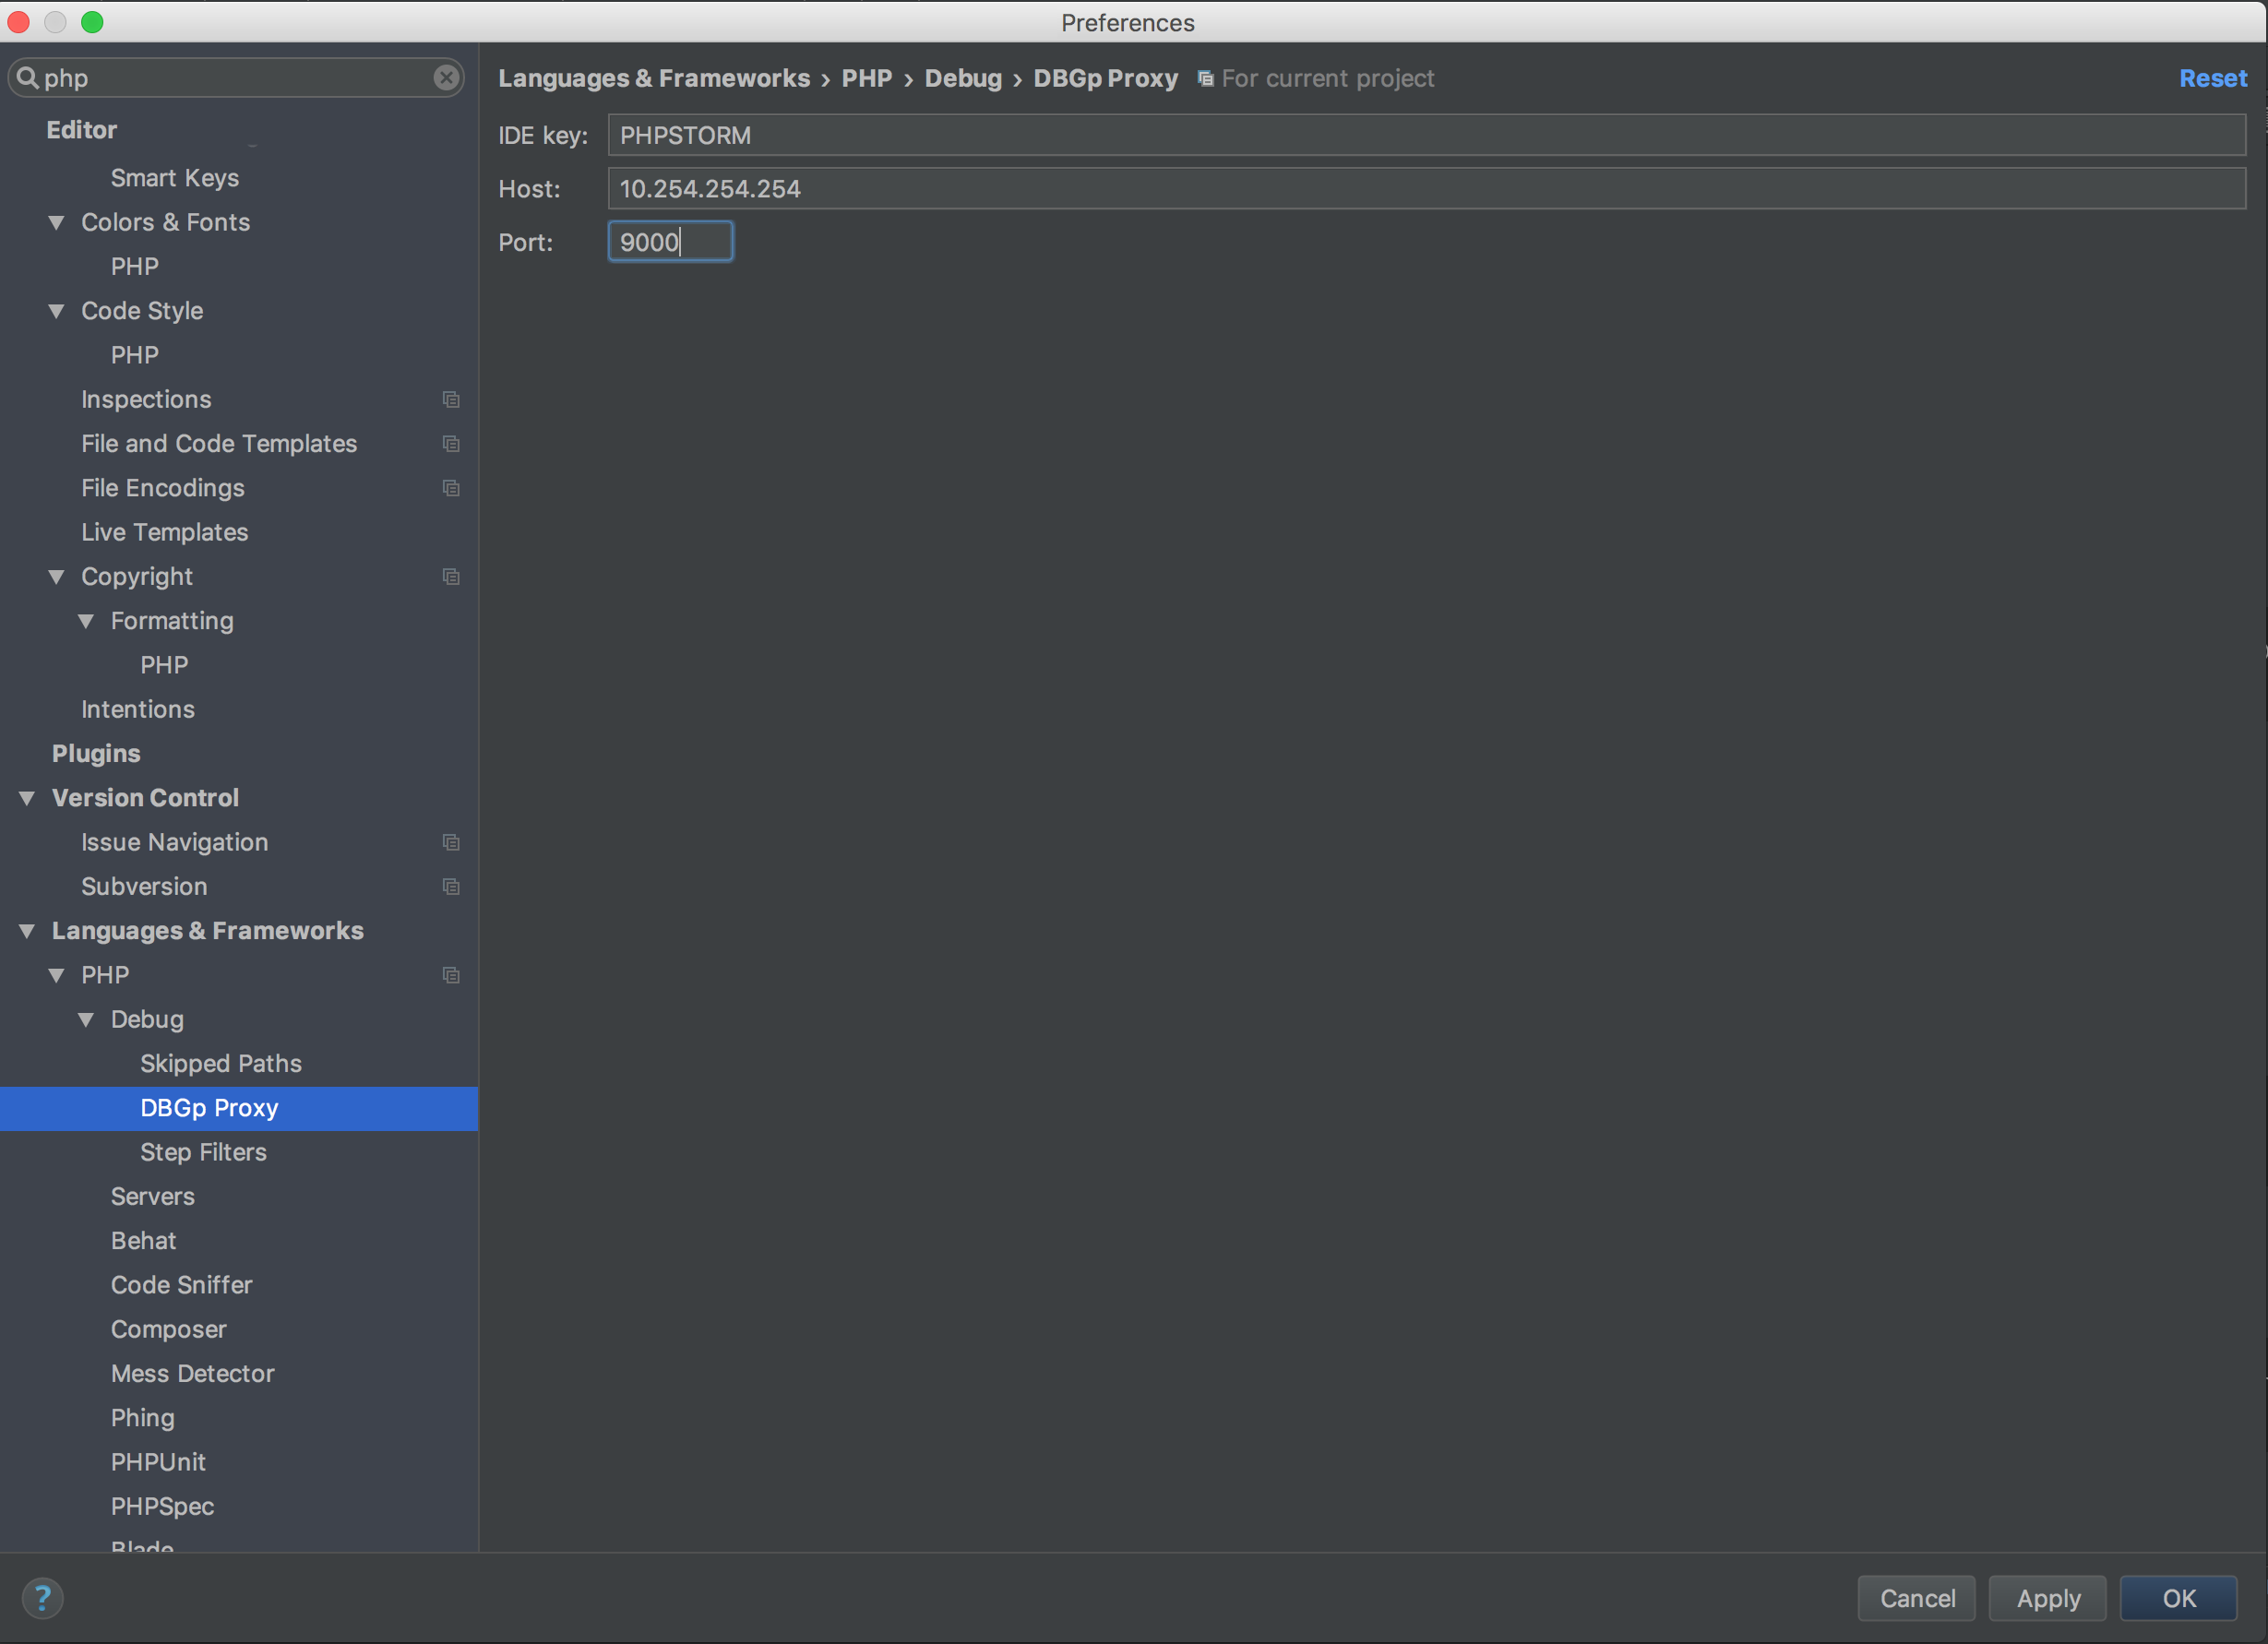 Preferences
php
Editor
Smart Keys
Colors & Fonts
PHP
Code Style
PHP
Inspections
File and Code Templates
File Encodings
Live Templates
Copyright
Formatting
PHP
Intentions
Plugins
Version Control
Issue Navigation
Subversion
Languages & Frameworks
PHP
Debug
Skipped Paths
DBGp Proxy
Step Filters
Servers
Behat
Code Sniffer
Composer
Mess Detector
Phing
PHPUnit
PHPSpec
Blade
Languages & Frameworks › PHP › Debug › DBGp Proxy For current project Reset
IDE key: PHPSTORM
Host: 10.254.254.254
Port: 9000
? Cancel Apply OK